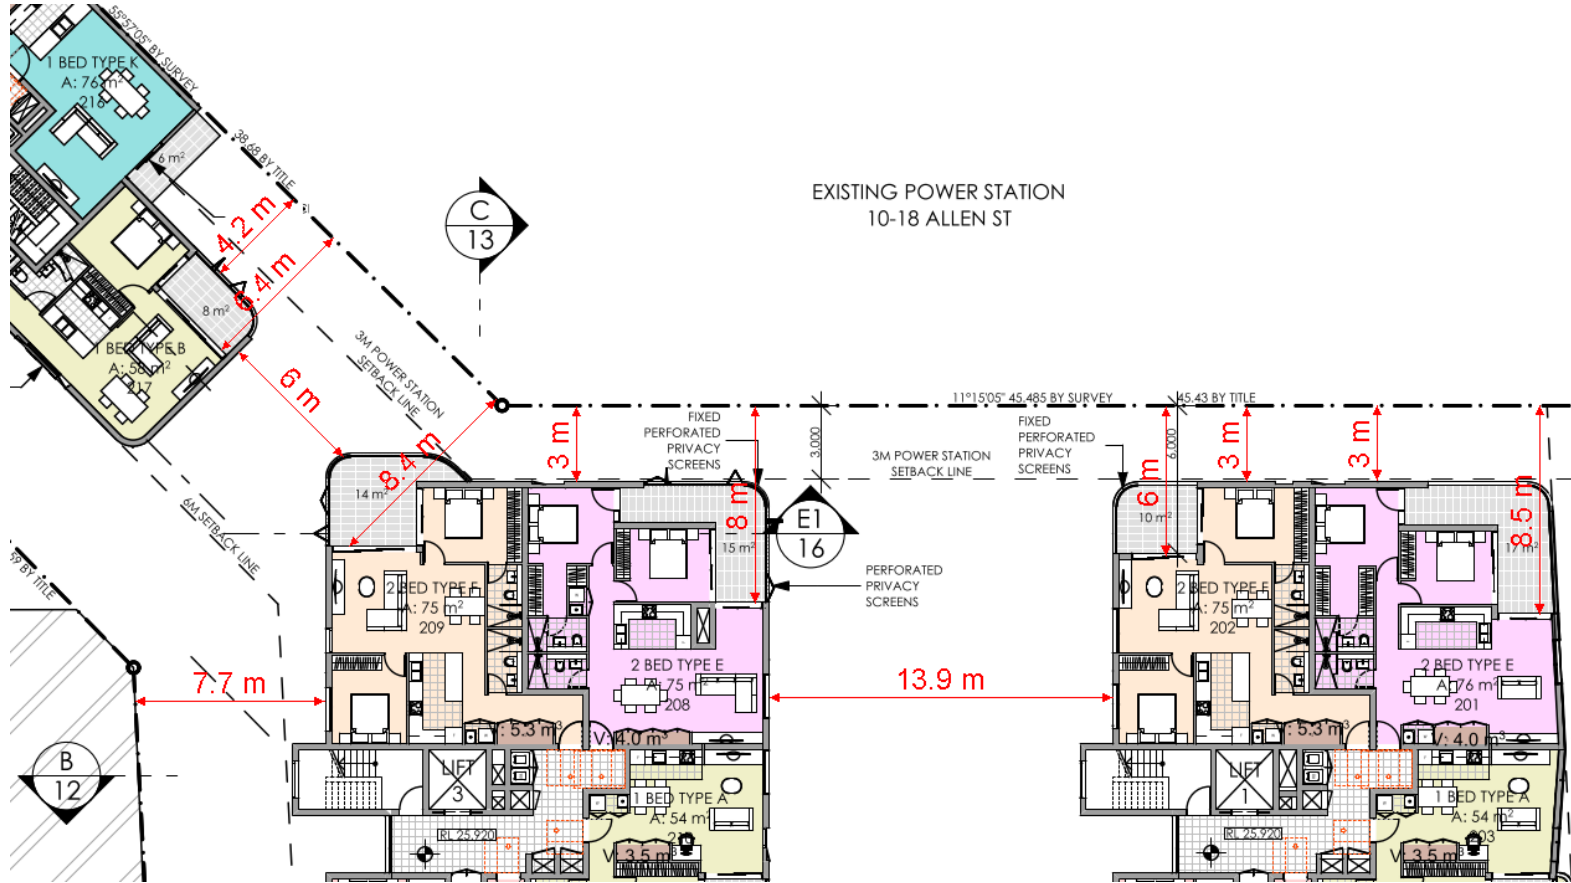 55°57'05" BY SURVEY
1 BED TYPE K
A: 76 m²
216
6 m²
38.68 BY TITLE
4.2 m
6.4 m
8 m²
1 BED TYPE B
A: 58 m²
217
C
13
EXISTING POWER STATION
10-18 ALLEN ST
3M POWER STATION
SETBACK LINE
6 m
8.4 m
6M SETBACK LINE
59 BY TITLE
11°15'05" 45.485 BY SURVEY
45.43 BY TITLE
3 m
FIXED
PERFORATED
PRIVACY
SCREENS
3,000
3M POWER STATION
SETBACK LINE
FIXED
PERFORATED
PRIVACY
SCREENS
6,000
6 m
3 m
3 m
8 m
8.5 m
14 m²
15 m²
E1
16
10 m²
17 m²
PERFORATED
PRIVACY
SCREENS
2 BED TYPE F
A: 75 m²
209
2 BED TYPE E
A: 75 m²
208
2 BED TYPE F
A: 75 m²
202
2 BED TYPE E
A: 76 m²
201
7.7 m
13.9 m
: 5.3 m³
V: 4.0 m³
: 5.3 m³
V: 4.0 m³
B
12
LIFT
3
LIFT
1
1 BED TYPE A
A: 54 m²
1 BED TYPE A
A: 54 m²
203
RL 25.920
V: 3.5 m³
RL 25.920
V: 3.5 m³